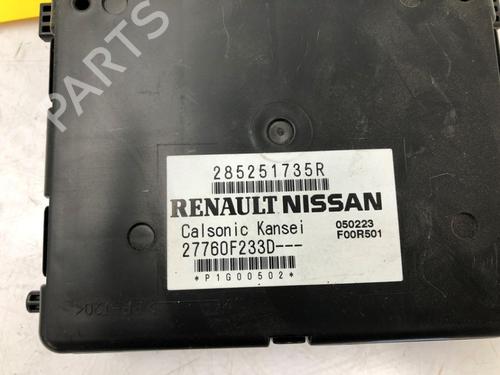 B-Parts
285251735R
RENAULT NISSAN
Calsonic Kansei
050223
27760F233D---
F00R501
*P1G00502*